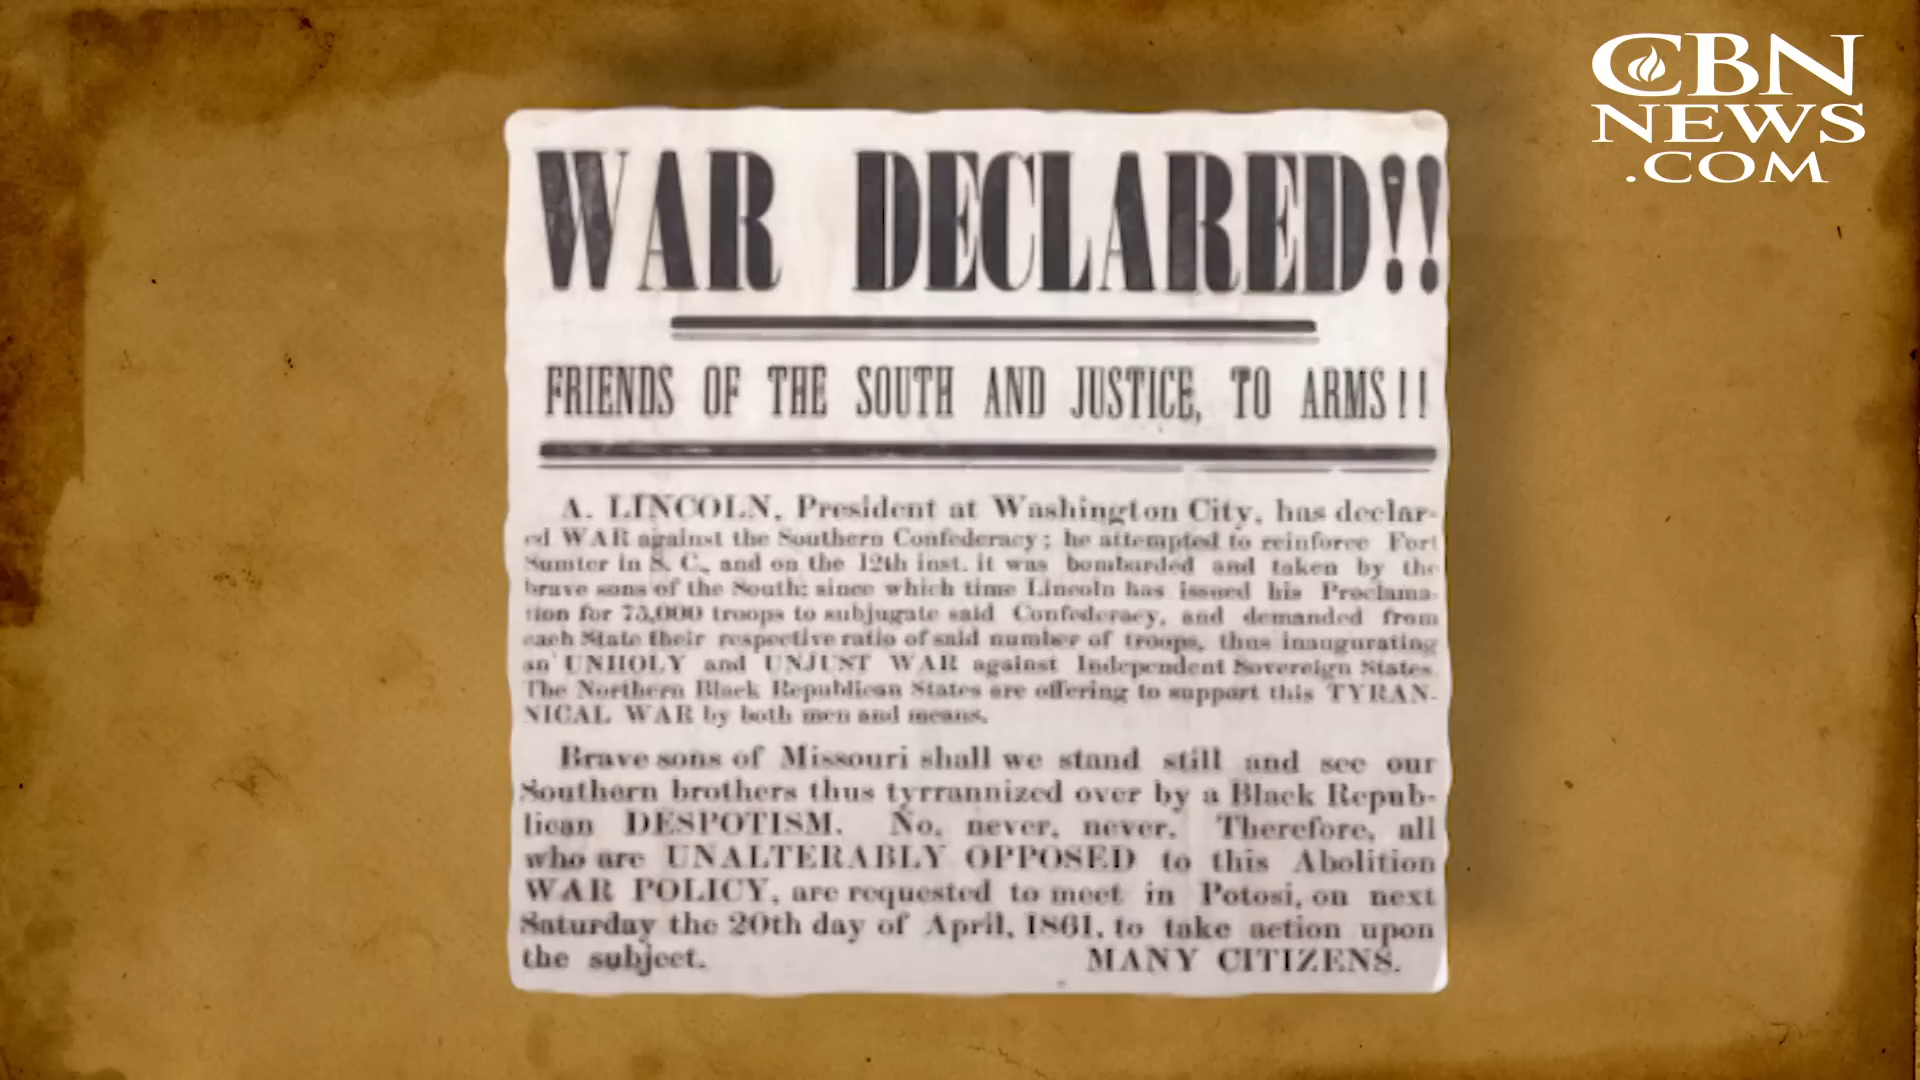 CBN
NEWS
.COM
WAR DECLARED!!
FRIENDS OF THE SOUTH AND JUSTICE, TO ARMS!!
A. LINCOLN, President at Washington City, has declar-
ed WAR against the Southern Confederacy; he attempted to reinforce Fort
Sumter in S. C., and on the 12th inst. it was bombarded and taken by the
brave sons of the South; since which time Lincoln has issued his Proclama-
tion for 75,000 troops to subjugate said Confederacy, and demanded from
each State their respective ratio of said number of troops, thus inaugurating
an UNHOLY and UNJUST WAR against Independent Sovereign States.
The Northern Black Republican States are offering to support this TYRAN-
NICAL WAR by both men and means.
Brave sons of Missouri shall we stand still and see our
Southern brothers thus tyrrannized over by a Black Repub-
lican DESPOTISM. No, never, never. Therefore, all
who are UNALTERABLY OPPOSED to this Abolition
WAR POLICY, are requested to meet in Potosi, on next
Saturday the 20th day of April, 1861, to take action upon
the subject. MANY CITIZENS.